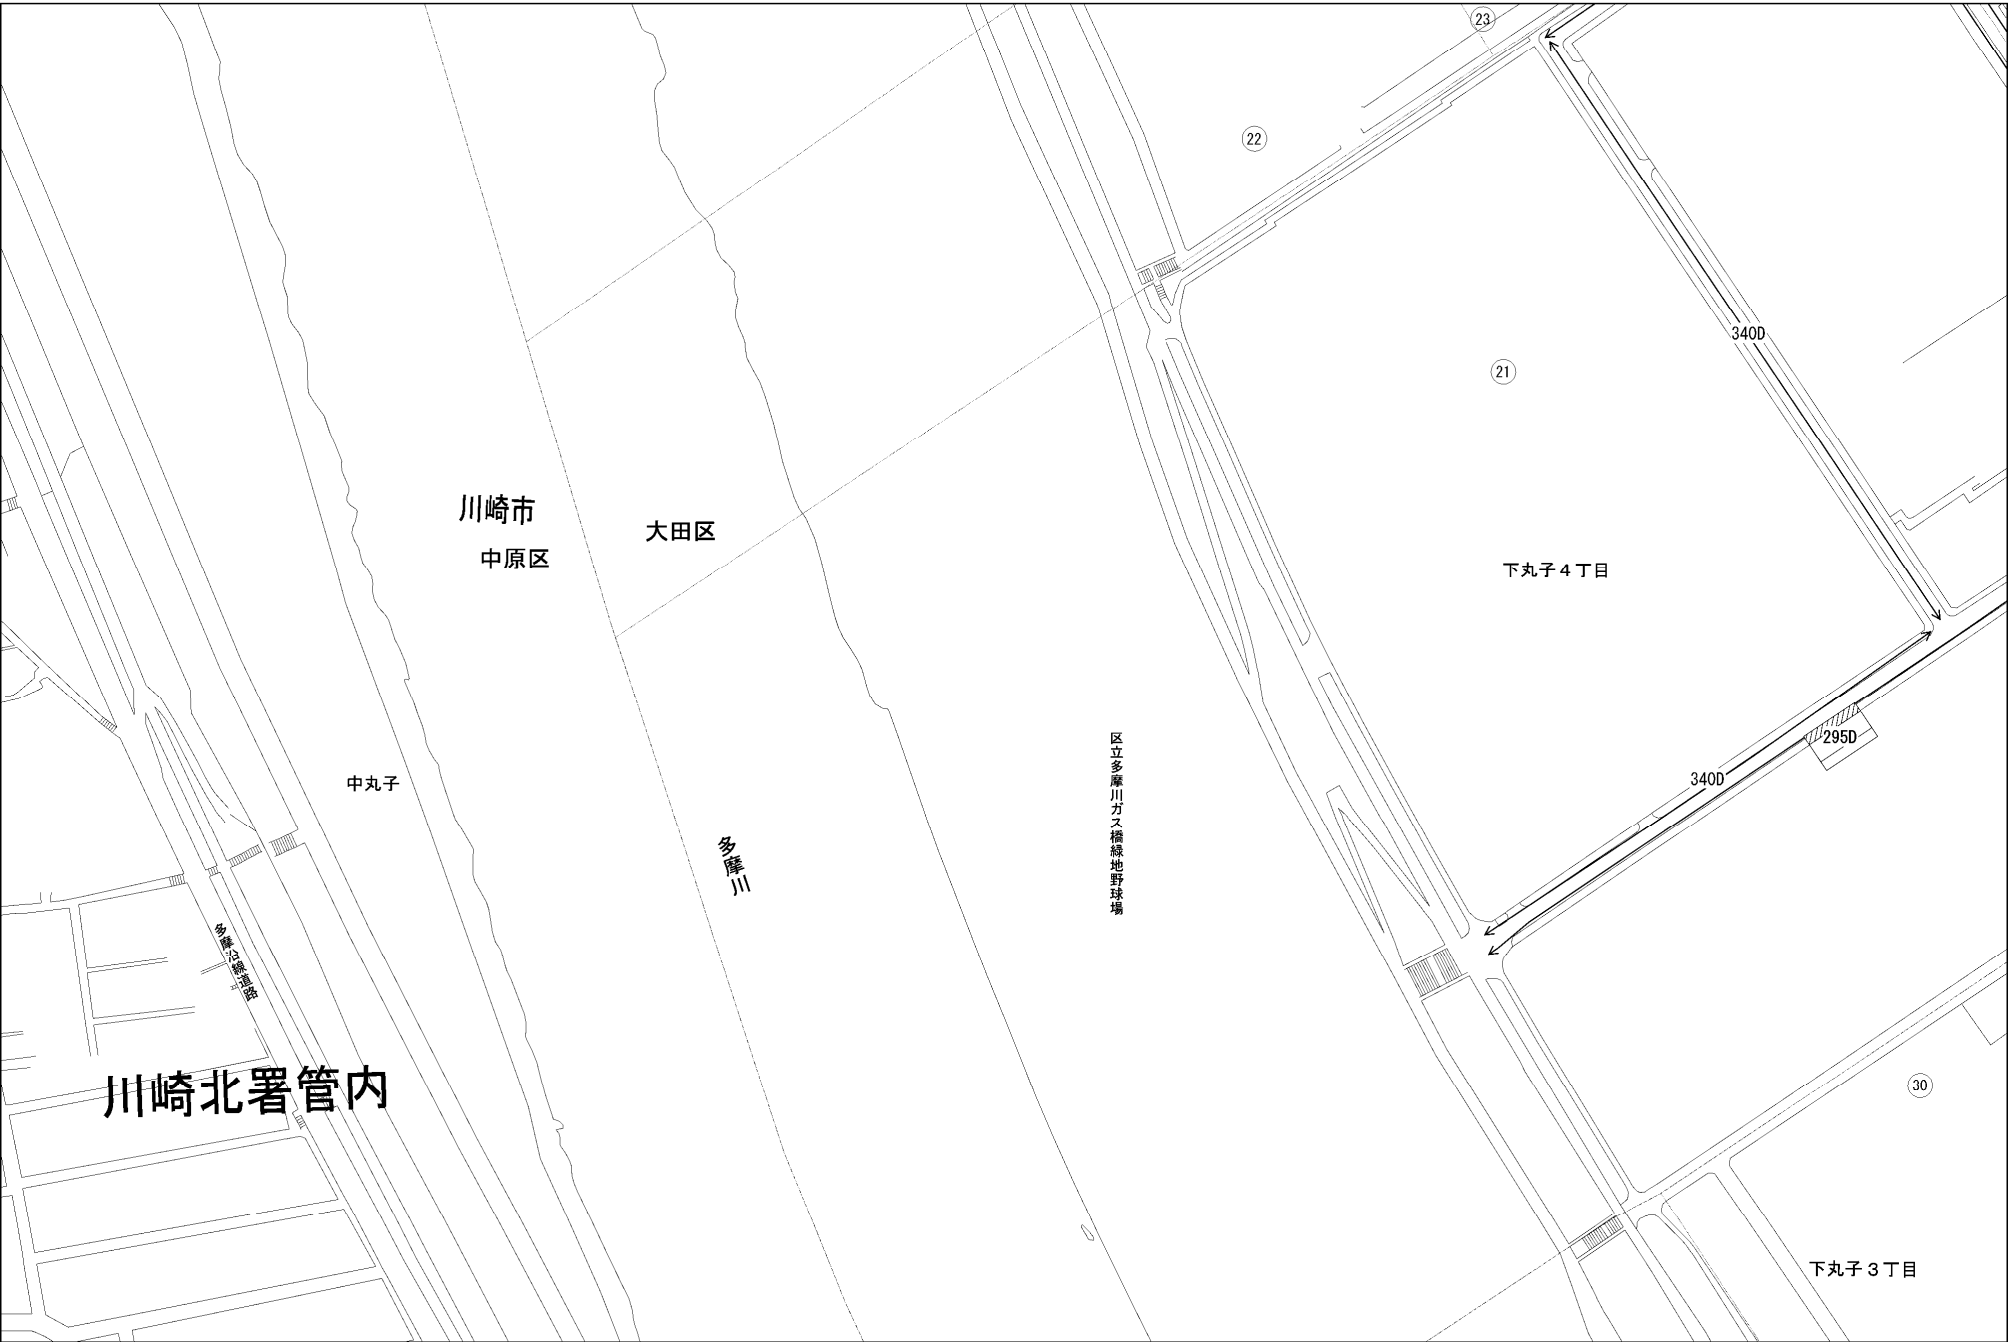 23
22
340D
21
川崎市
中原区
大田区
下丸子４丁目
295D
340D
中丸子
区立多摩川ガス橋緑地野球場
多摩川
多摩沿線道路
川崎北署管内
30
下丸子３丁目